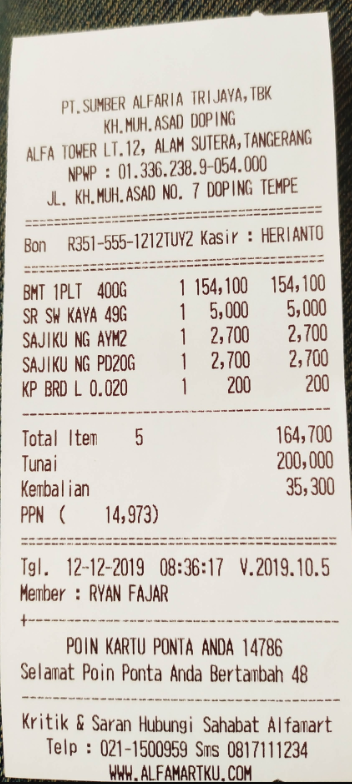 PT.SUMBER ALFARIA TRIJAYA,TBK
KH.MUH.ASAD DOPING
ALFA TOWER LT.12, ALAM SUTERA,TANGERANG
NPWP : 01.336.238.9-054.000
JL. KH.MUH.ASAD NO. 7 DOPING TEMPE
Bon R351-555-1212TUY2 Kasir : HERIANTO
BMT 1PLT 400G 1 154,100 154,100
SR SW KAYA 49G 1 5,000 5,000
SAJIKU NG AYM2 1 2,700 2,700
SAJIKU NG PD20G 1 2,700 2,700
KP BRD L 0.020 1 200 200
Total Item 5 164,700
Tunai 200,000
Kembalian 35,300
PPN ( 14,973)
Tgl. 12-12-2019 08:36:17 V.2019.10.5
Member : RYAN FAJAR
POIN KARTU PONTA ANDA 14786
Selamat Poin Ponta Anda Bertambah 48
Kritik & Saran Hubungi Sahabat Alfamart
Telp : 021-1500959 Sms 0817111234
WWW.ALFAMARTKU.COM